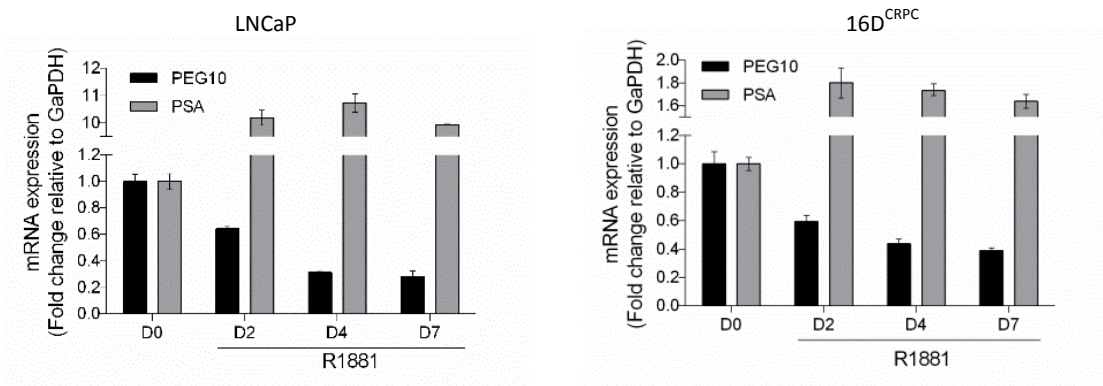 LNCaP
mRNA expression
(Fold change relative to GaPDH)
12
11
10
1.2
1.0
0.8
0.6
0.4
0.2
0.0
PEG10
PSA
D0 D2 D4 D7
R1881
16D^CRPC
mRNA expression
(Fold change relative to GaPDH)
2.0
1.8
1.6
1.2
1.0
0.8
0.6
0.4
0.2
0.0
PEG10
PSA
D0 D2 D4 D7
R1881